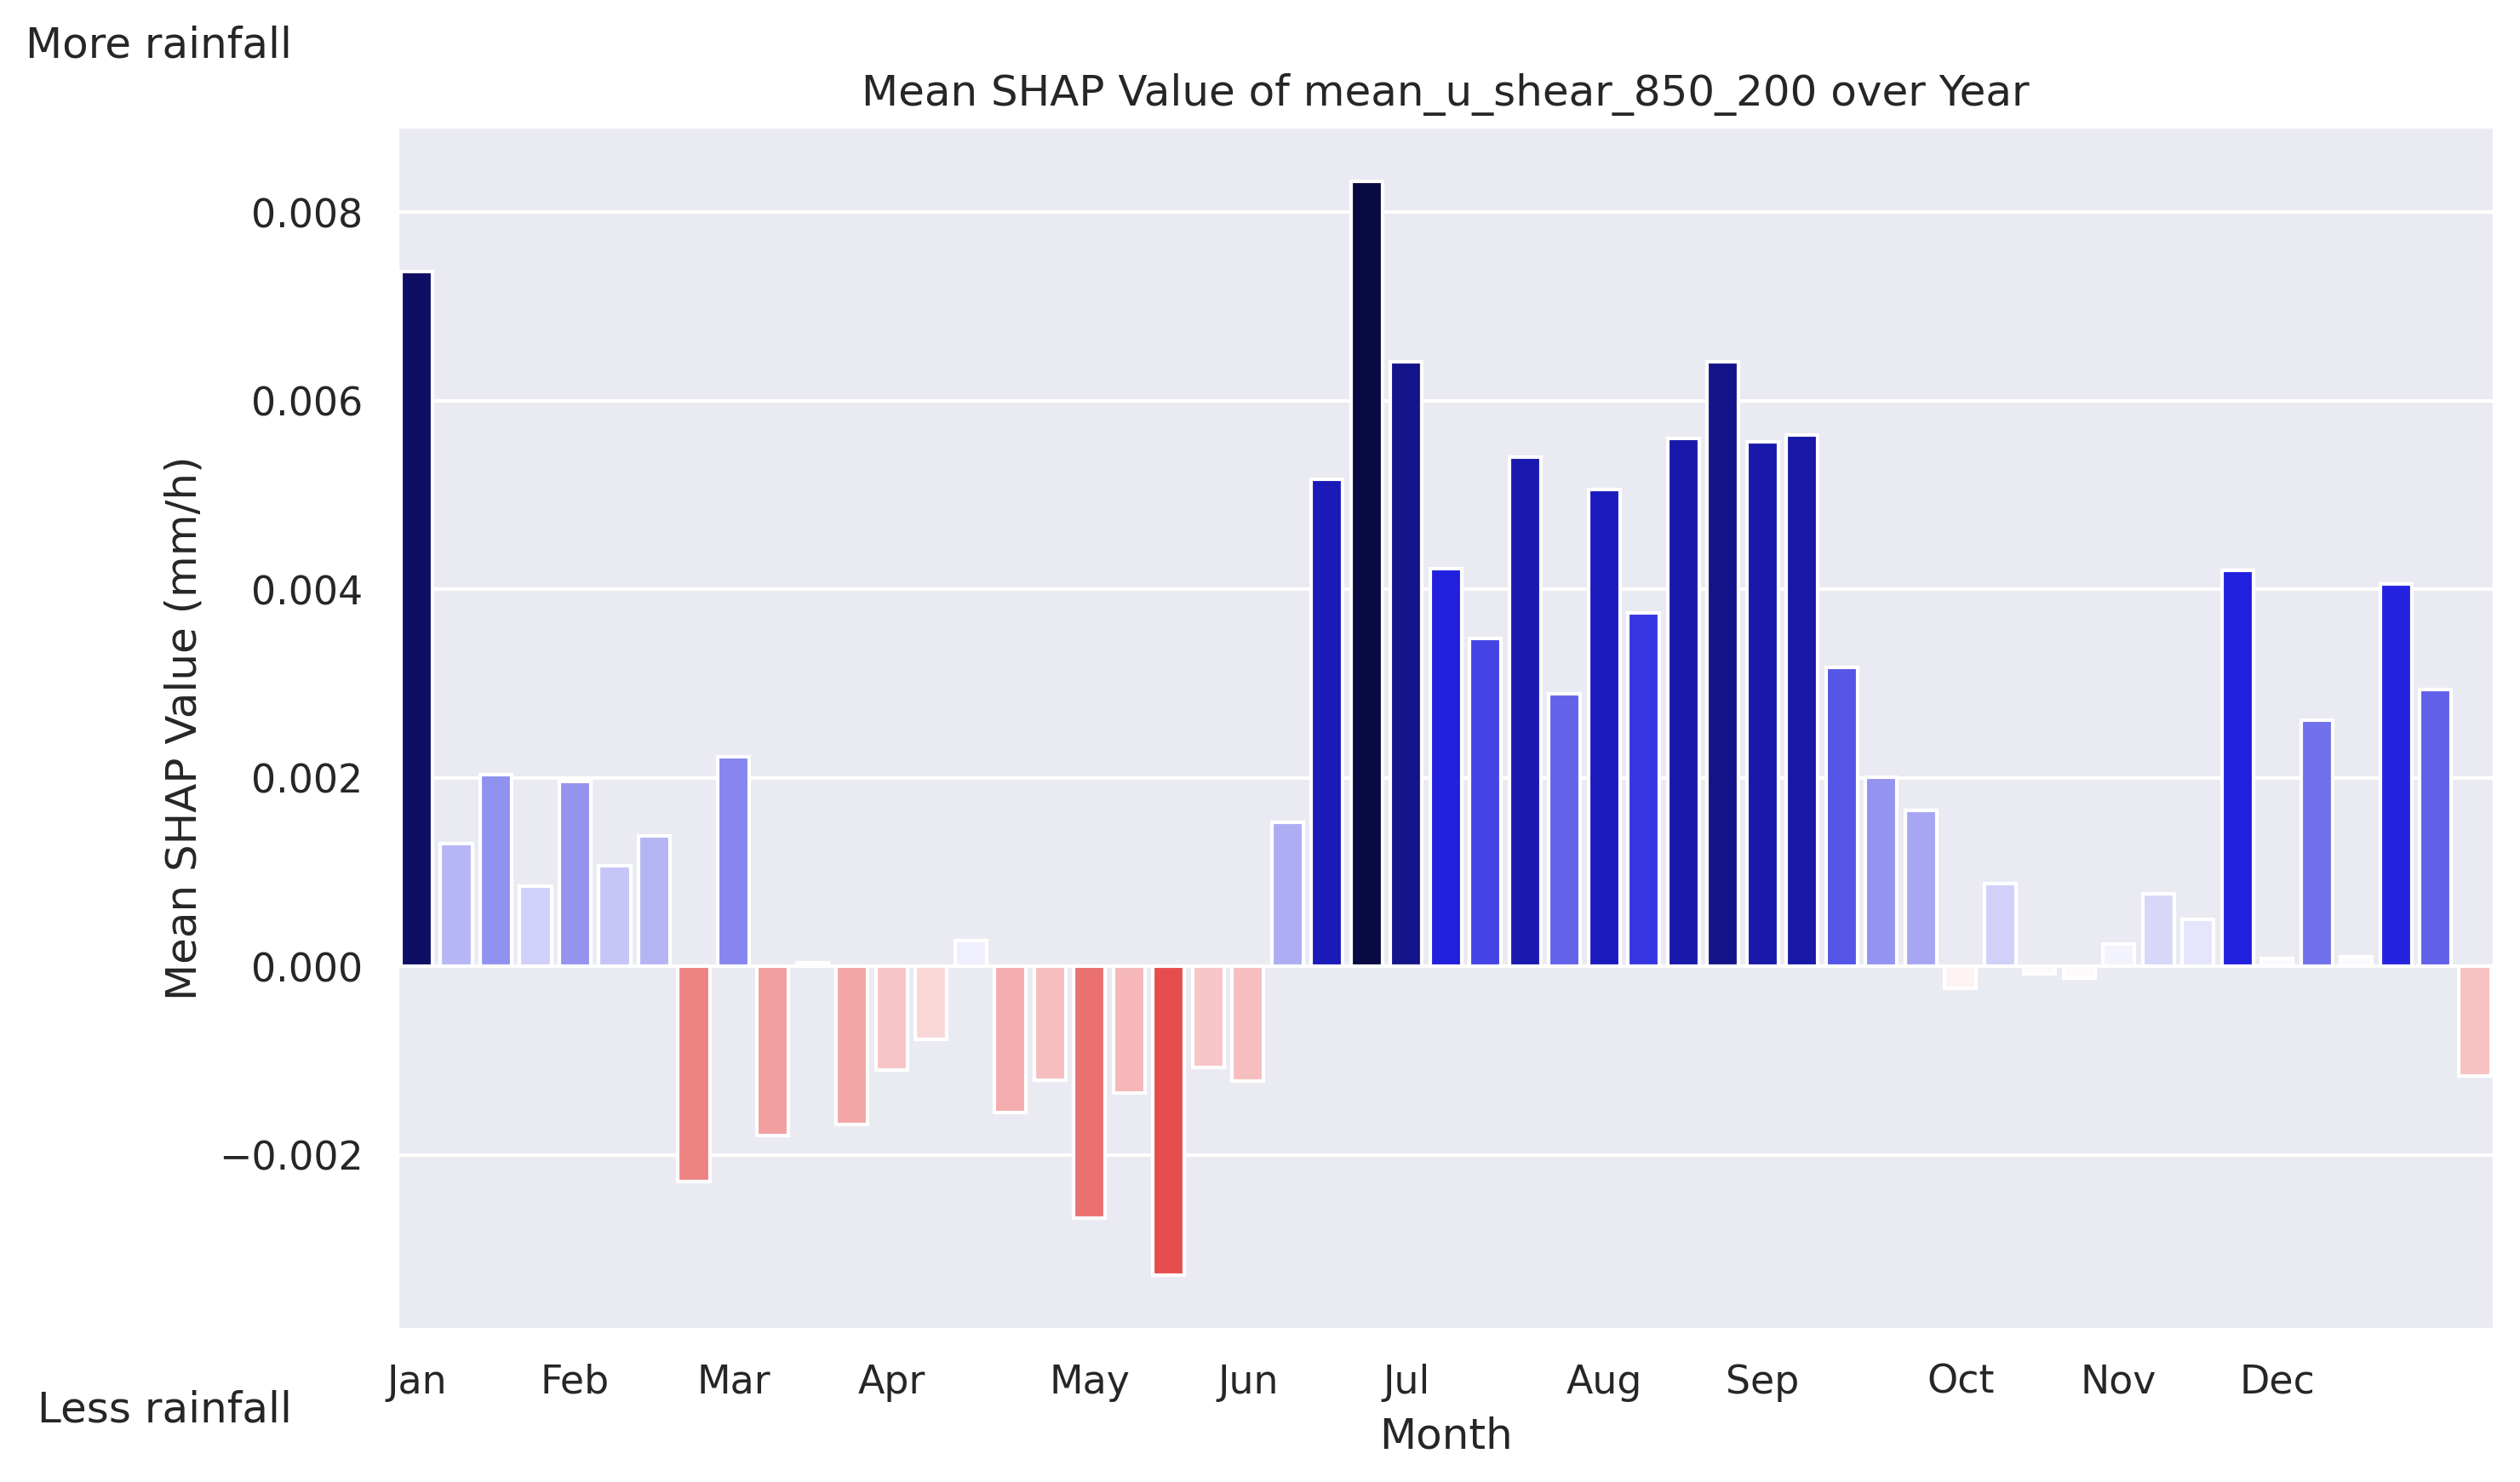 More rainfall
Mean SHAP Value of mean_u_shear_850_200 over Year
Mean SHAP Value (mm/h)
0.008
0.006
0.004
0.002
0.000
−0.002
Jan Feb Mar Apr May Jun Jul Aug Sep Oct Nov Dec
Less rainfall
Month